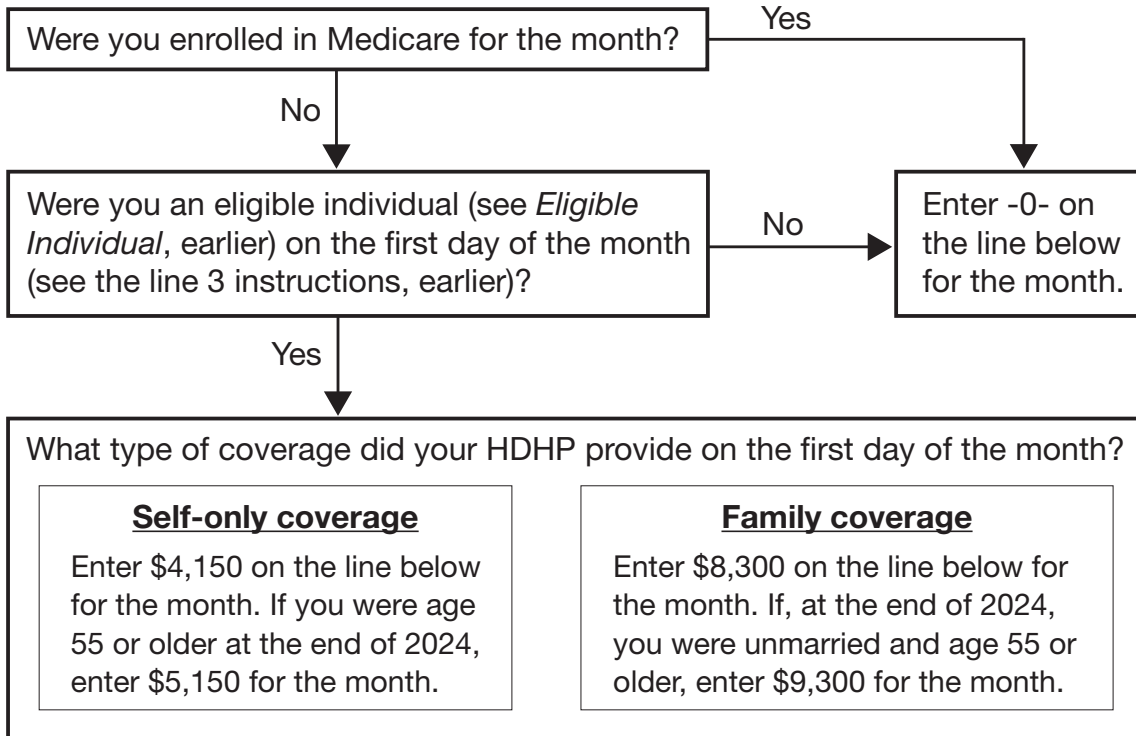 Were you enrolled in Medicare for the month?
Yes
No
Were you an eligible individual (see Eligible
Individual, earlier) on the first day of the month
(see the line 3 instructions, earlier)?
No
Enter -0- on
the line below
for the month.
Yes
What type of coverage did your HDHP provide on the first day of the month?
Self-only coverage
Enter $4,150 on the line below
for the month. If you were age
55 or older at the end of 2024,
enter $5,150 for the month.
Family coverage
Enter $8,300 on the line below for
the month. If, at the end of 2024,
you were unmarried and age 55 or
older, enter $9,300 for the month.